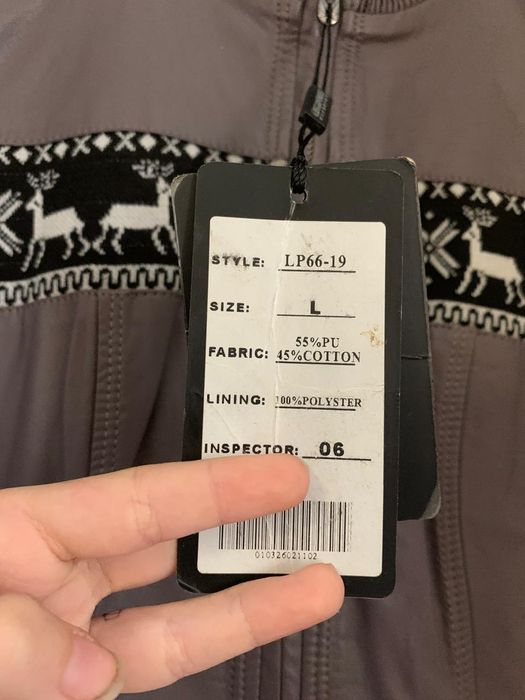 STYLE: LP66-19
SIZE: L
FABRIC: 55%PU
45%COTTON
LINING: 100%POLYSTER
INSPECTOR: 06
010326021102